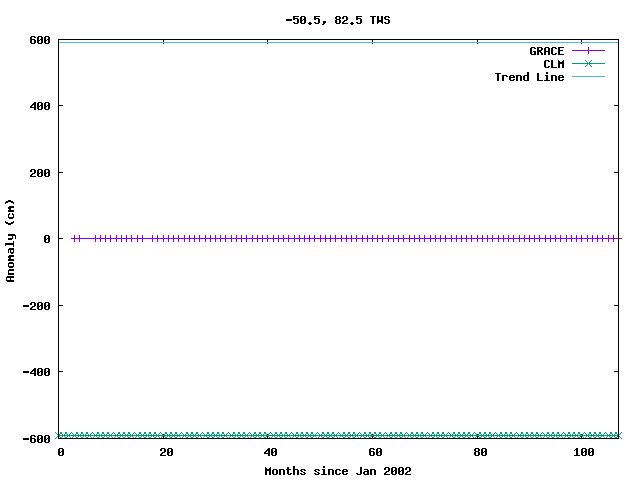 -50.5, 82.5 TWS
600
400
200
0
-200
-400
-600
Anomaly (cm)
GRACE
CLM
Trend Line
0 20 40 60 80 100
Months since Jan 2002